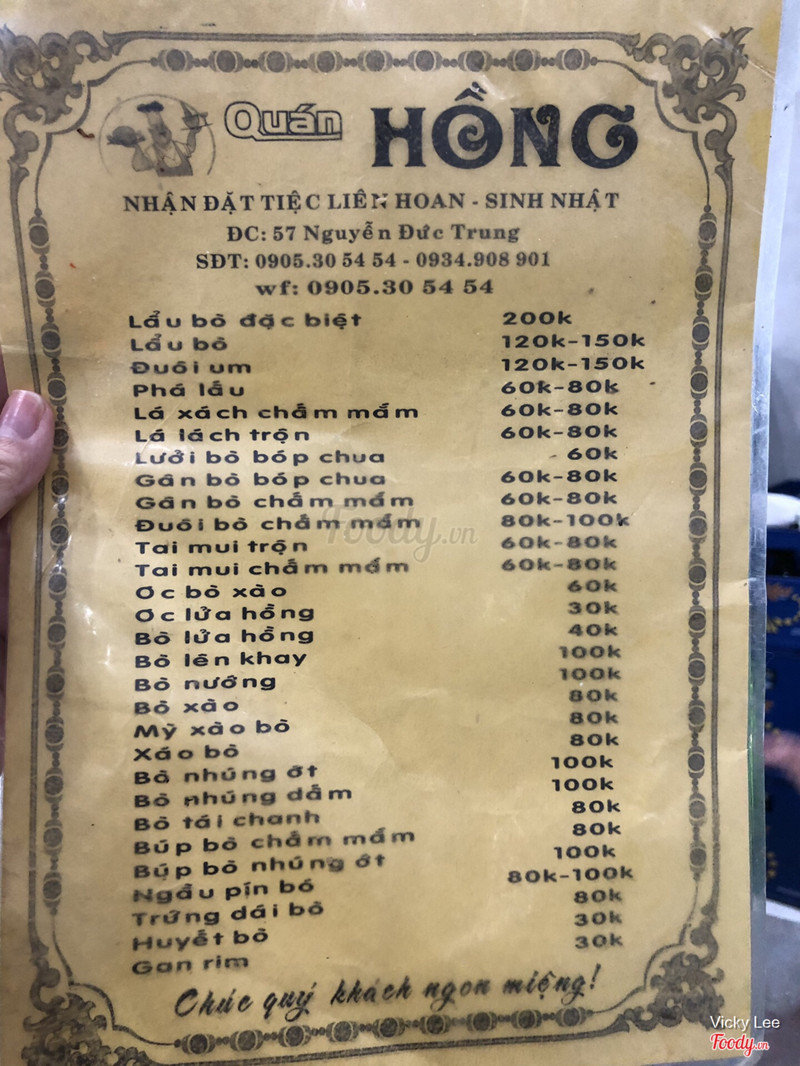 Quán HỒNG
NHẬN ĐẶT TIỆC LIÊN HOAN - SINH NHẬT
ĐC: 57 Nguyễn Đức Trung
SĐT: 0905.30 54 54 - 0934.908 901
wf: 0905.30 54 54
Lẩu bò đặc biệt 200k
Lẩu bò 120k-150k
Đuôi um 120k-150k
Phá lấu 60k-80k
Lá xách chấm mắm 60k-80k
Lá lách trộn 60k-80k
Lưỡi bò bóp chua 60k
Gân bò bóp chua 60k-80k
Gân bò chấm mắm 60k-80k
Đuôi bò chấm mắm 80k-100k
Tai mui trộn 60k-80k
Tai mui chấm mắm 60k-80k
Ơc bò xào 60k
Ơc lửa hồng 30k
Bò lửa hồng 40k
Bò lên khay 100k
Bò nướng 100k
Bò xào 80k
Mỳ xào bò 80k
Xáo bò 80k
Bò nhúng ớt 100k
Bò nhúng dấm 100k
Bò tái chanh 80k
Búp bò chấm mắm 80k
Búp bò nhúng ớt 100k
Ngầu pín bò 80k-100k
Trứng dái bò 80k
Huyết bò 30k
Gan rim 30k
Chúc quý khách ngon miệng!
Foody.vn
Vicky Lee
Foody.vn